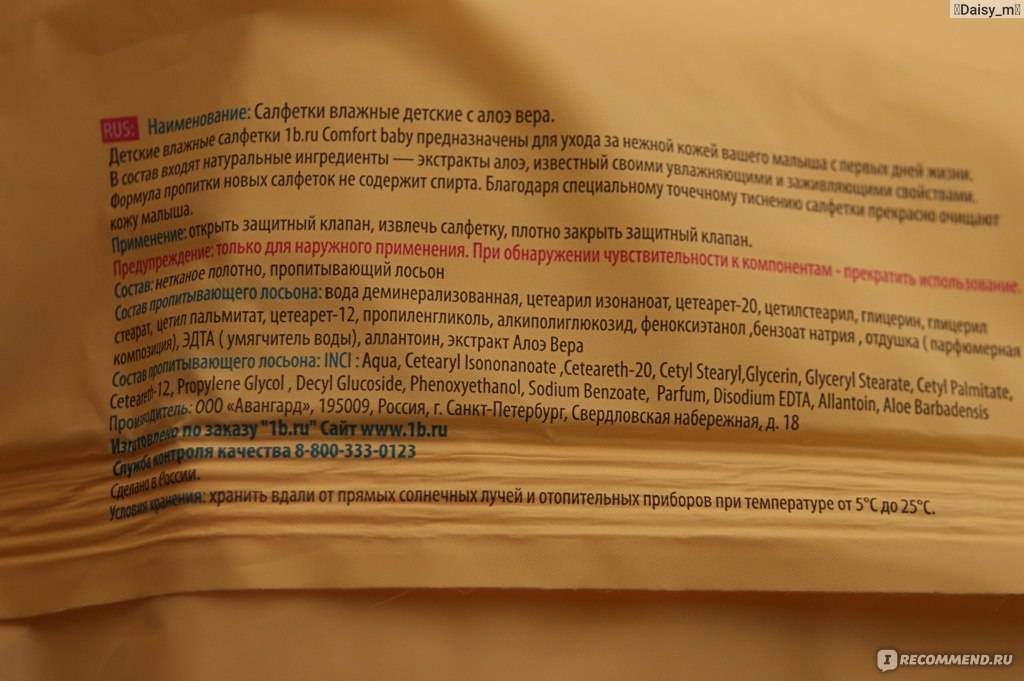 Daisy_m
RUS: Наименование: Салфетки влажные детские с алоэ вера.
Детские влажные салфетки 1b.ru Comfort baby предназначены для ухода за нежной кожей вашего малыша с первых дней жизни.
В состав входят натуральные ингредиенты — экстракты алоэ, известный своими увлажняющими и заживляющими свойствами.
Формула пропитки новых салфеток не содержит спирта. Благодаря специальному точечному тиснению салфетки прекрасно очищают
кожу малыша.
Применение: открыть защитный клапан, извлечь салфетку, плотно закрыть защитный клапан.
Предупреждение: только для наружного применения. При обнаружении чувствительности к компонентам - прекратить использование.
Состав: нетканое полотно, пропитывающий лосьон
Состав пропитывающего лосьона: вода деминерализованная, цетеарил изонаноат, цетеарет-20, цетилстеарил, глицерин, глицерил
стеарат, цетил пальмитат, цетеарет-12, пропиленгликоль, алкиполиглюкозид, феноксиэтанол ,бензоат натрия , отдушка ( парфюмерная
композиция), ЭДТА ( умягчитель воды), аллантоин, экстракт Алоэ Вера
Состав пропитывающего лосьона: INCI : Aqua, Cetearyl Isononanoate ,Ceteareth-20, Cetyl Stearyl,Glycerin, Glyceryl Stearate, Cetyl Palmitate,
Ceteareth-12, Propylene Glycol , Decyl Glucoside, Phenoxyethanol, Sodium Benzoate, Parfum, Disodium EDTA, Allantoin, Aloe Barbadensis
Производитель: ООО «Авангард», 195009, Россия, г. Санкт-Петербург, Свердловская набережная, д. 18
Изготовлено по заказу "1b.ru" Сайт www.1b.ru
Служба контроля качества 8-800-333-0123
Сделано в России.
Условия хранения: хранить вдали от прямых солнечных лучей и отопительных приборов при температуре от 5°C до 25°C.
IRECOMMEND.RU